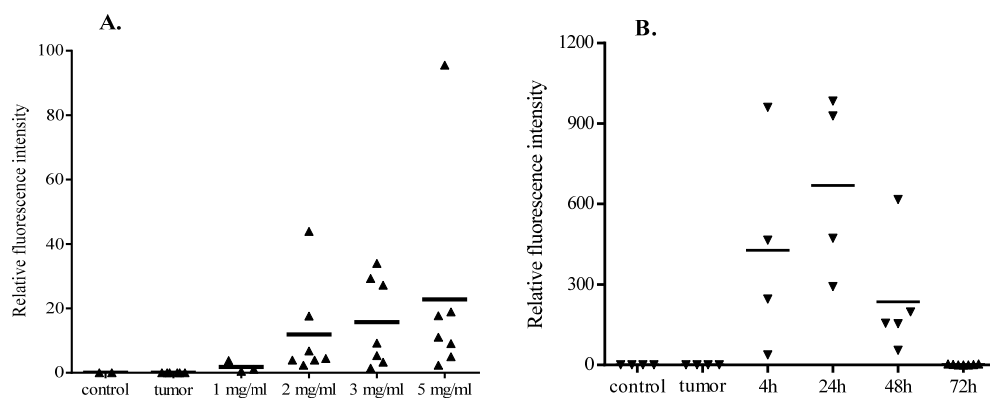 A.
Relative fluorescence intensity
100
80
60
40
20
0
control tumor 1 mg/ml 2 mg/ml 3 mg/ml 5 mg/ml
B.
Relative fluorescence intensity
1200
900
600
300
0
control tumor 4h 24h 48h 72h